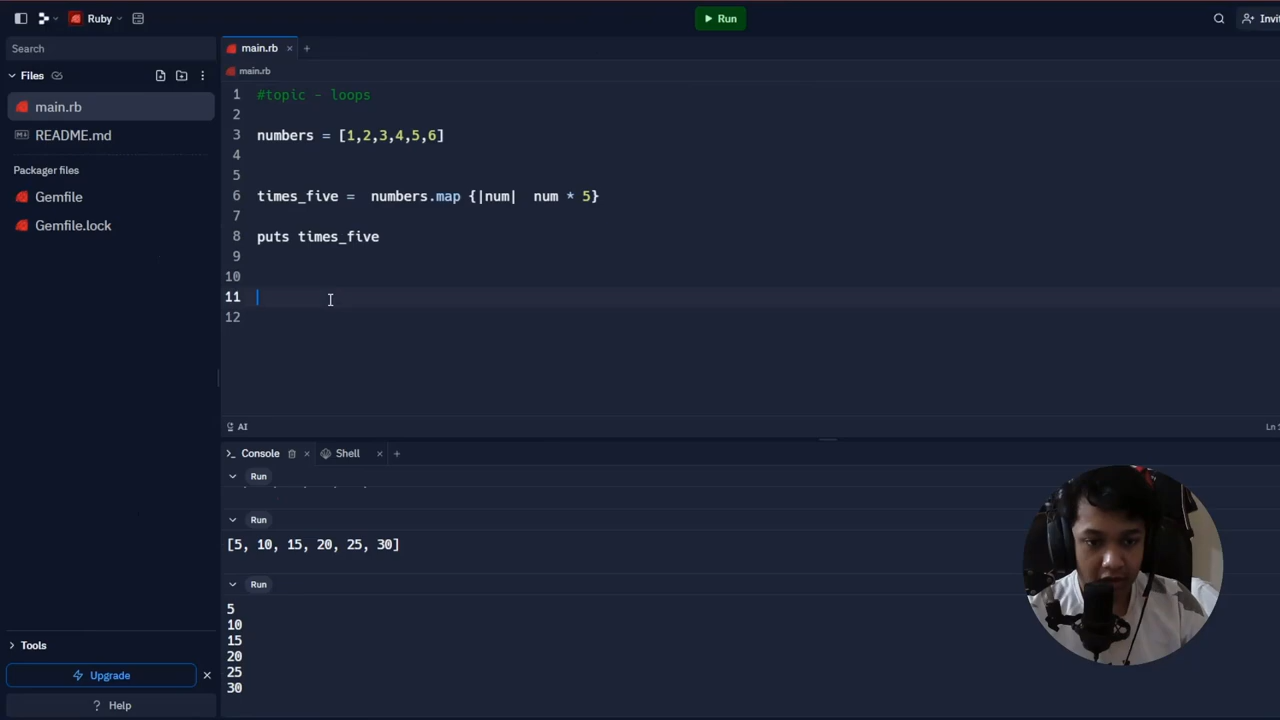 Ruby
Run
Invi
Search
main.rb
Files
main.rb
main.rb
README.md
Packager files
Gemfile
Gemfile.lock
1 #topic - loops
2
3 numbers = [1,2,3,4,5,6]
4
5
6 times_five =  numbers.map {|num|  num * 5}
7
8 puts times_five
9
10
11
12
AI
Ln
Console
Shell
Run
Run
[5, 10, 15, 20, 25, 30]
Run
5
10
15
20
25
30
Tools
Upgrade
? Help